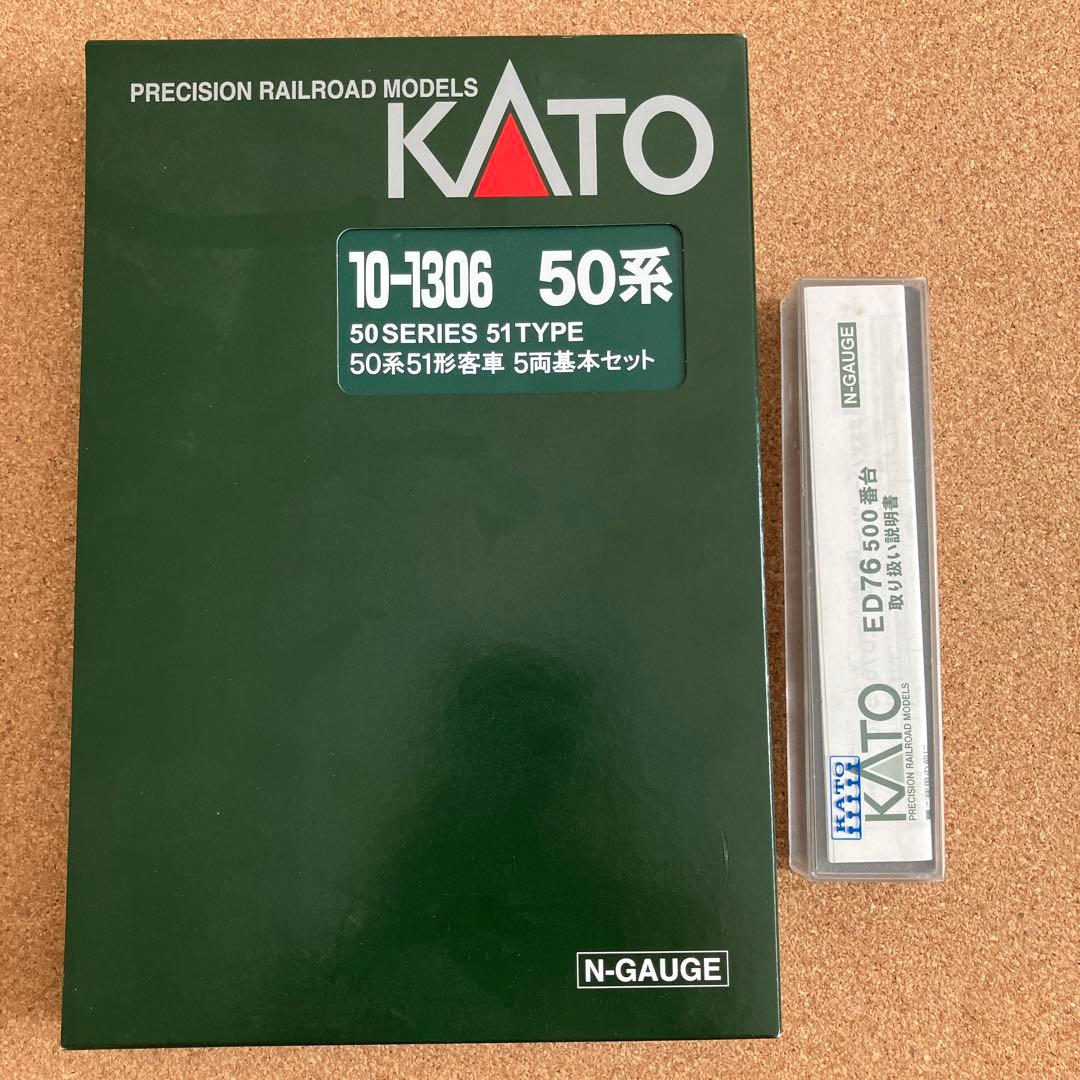 PRECISION RAILROAD MODELS
KATO
10-1306 50系
50 SERIES 51 TYPE
50系51形客車 5両基本セット
N-GAUGE
N-GAUGE
ED76 500番台
取り扱い説明書
KATO
PRECISION RAILROAD MODELS
KATO